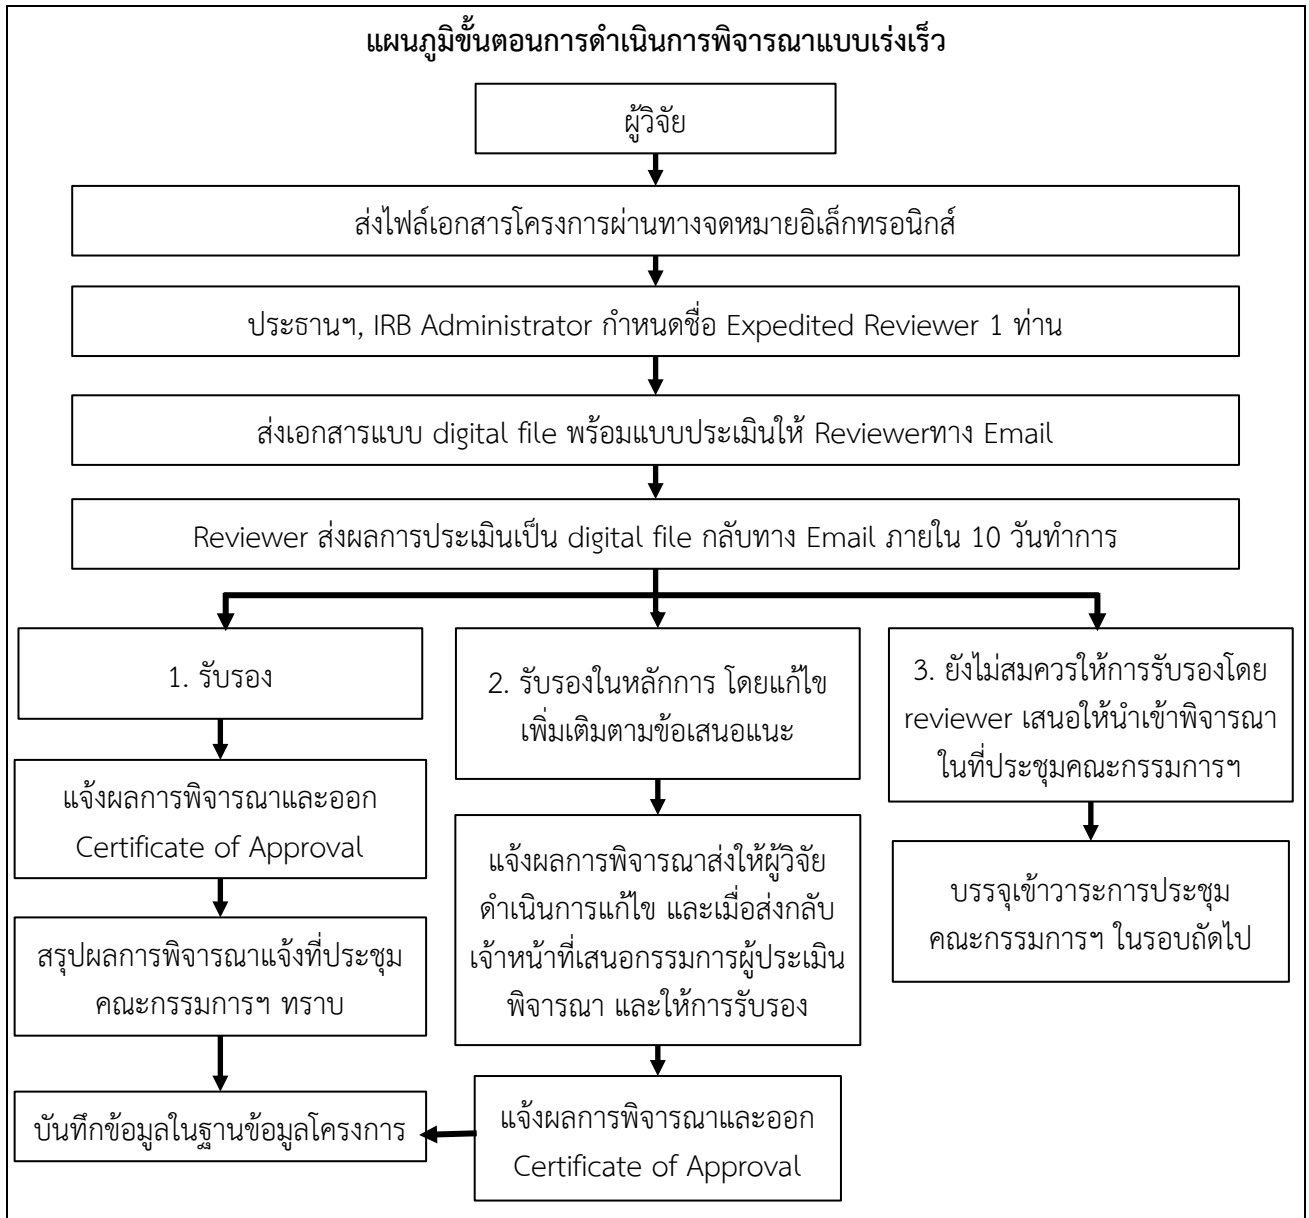 แผนภูมิขั้นตอนการดำเนินการพิจารณาแบบเร่งเร็ว
ผู้วิจัย
ส่งไฟล์เอกสารโครงการผ่านทางจดหมายอิเล็กทรอนิกส์
ประธานฯ, IRB Administrator กำหนดชื่อ Expedited Reviewer 1 ท่าน
ส่งเอกสารแบบ digital file พร้อมแบบประเมินให้ Reviewerทาง Email
Reviewer ส่งผลการประเมินเป็น digital file กลับทาง Email ภายใน 10 วันทำการ
1. รับรอง
แจ้งผลการพิจารณาและออก
Certificate of Approval
สรุปผลการพิจารณาแจ้งที่ประชุม
คณะกรรมการฯ ทราบ
บันทึกข้อมูลในฐานข้อมูลโครงการ
2. รับรองในหลักการ โดยแก้ไข
เพิ่มเติมตามข้อเสนอแนะ
แจ้งผลการพิจารณาส่งให้ผู้วิจัย
ดำเนินการแก้ไข และเมื่อส่งกลับ
เจ้าหน้าที่เสนอกรรมการผู้ประเมิน
พิจารณา และให้การรับรอง
แจ้งผลการพิจารณาและออก
Certificate of Approval
3. ยังไม่สมควรให้การรับรองโดย
reviewer เสนอให้นำเข้าพิจารณา
ในที่ประชุมคณะกรรมการฯ
บรรจุเข้าวาระการประชุม
คณะกรรมการฯ ในรอบถัดไป